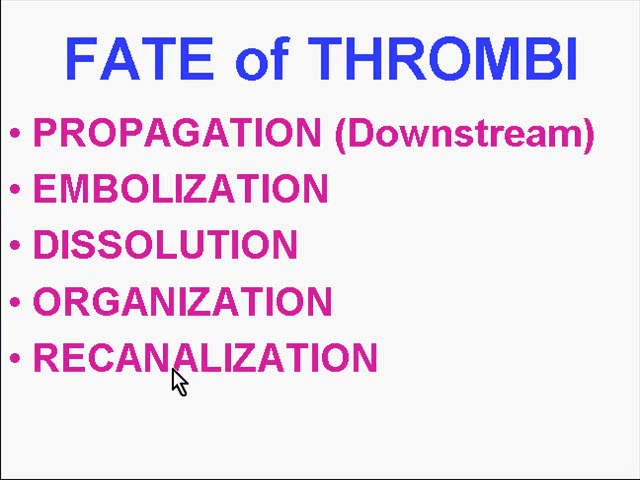 FATE of THROMBI
• PROPAGATION (Downstream)
• EMBOLIZATION
• DISSOLUTION
• ORGANIZATION
• RECANALIZATION